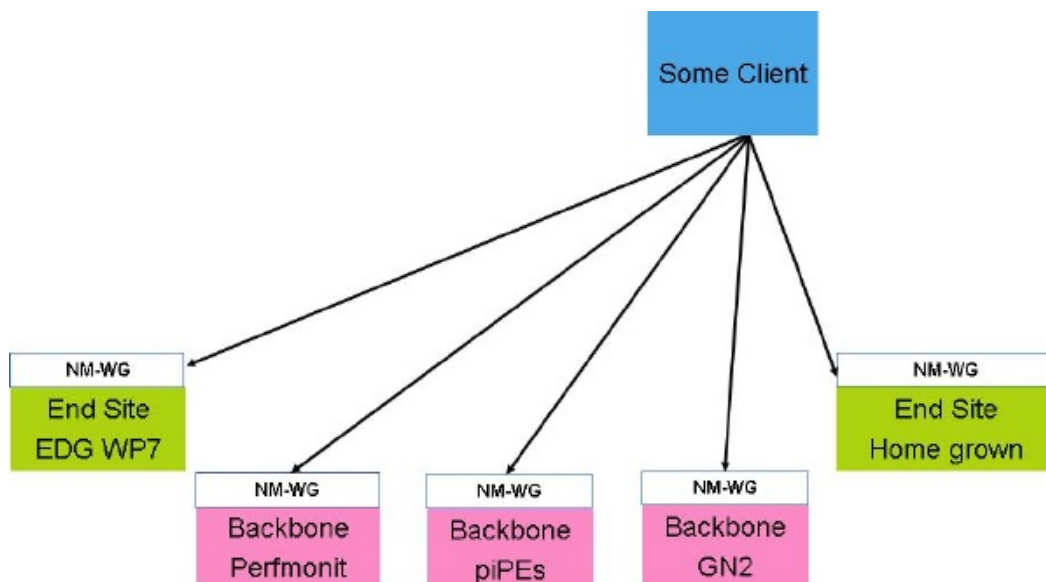 Some Client
NM-WG
End Site
EDG WP7
NM-WG
Backbone
Perfmonit
NM-WG
Backbone
piPEs
NM-WG
Backbone
GN2
NM-WG
End Site
Home grown